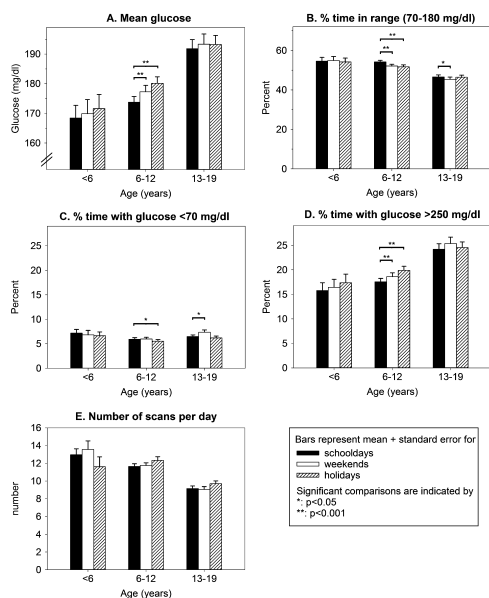 A. Mean glucose
Glucose (mg/dl)
190
180
170
160
<6
6-12
13-19
**
**
Age (years)
B. % time in range (70-180 mg/dl)
Percent
60
40
20
0
<6
6-12
13-19
**
**
*
Age (years)
C. % time with glucose <70 mg/dl
Percent
25
20
15
10
5
0
<6
6-12
13-19
*
*
Age (years)
D. % time with glucose >250 mg/dl
Percent
25
20
15
10
5
0
<6
6-12
13-19
**
**
Age (years)
E. Number of scans per day
number
16
14
12
10
8
6
4
2
0
<6
6-12
13-19
Age (years)
Bars represent mean + standard error for
schooldays
weekends
holidays
Significant comparisons are indicated by
*: p<0.05
**: p<0.001